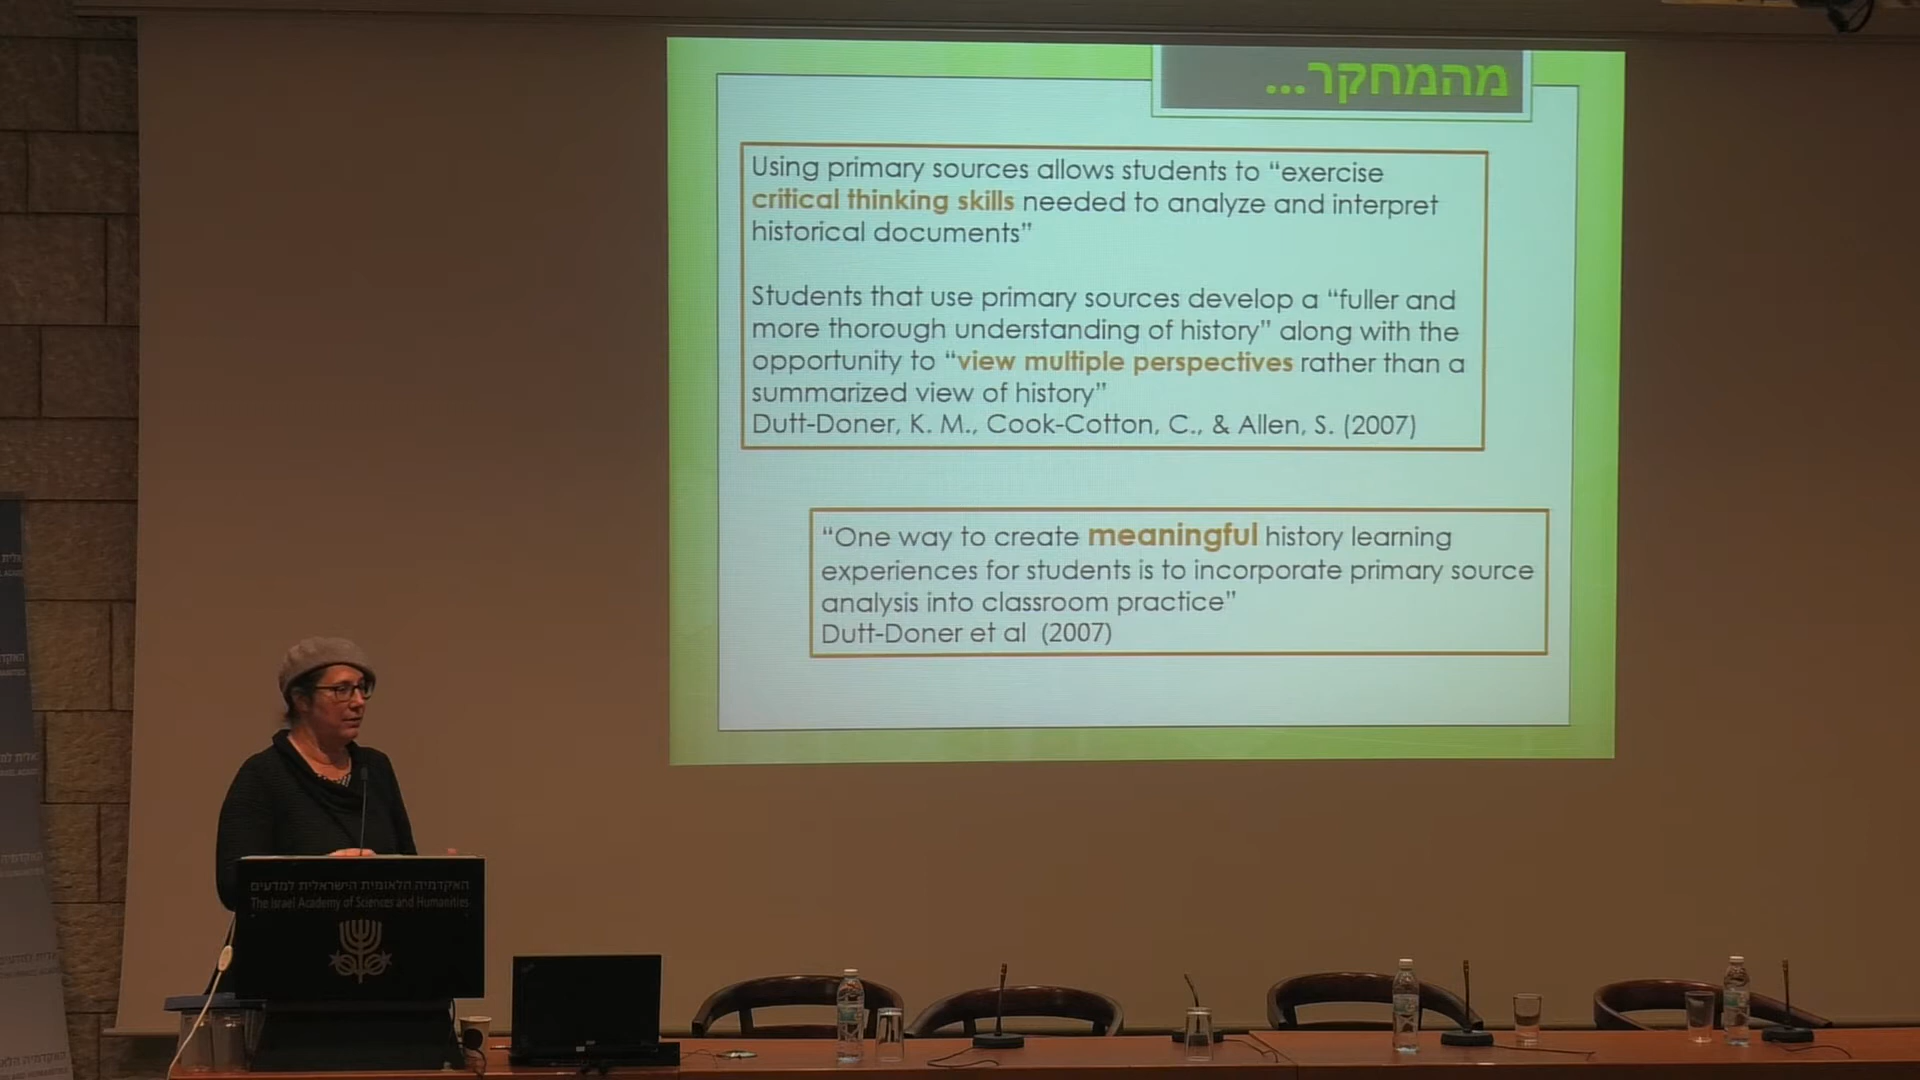 מהמחקר...
Using primary sources allows students to “exercise
critical thinking skills needed to analyze and interpret
historical documents”
Students that use primary sources develop a “fuller and
more thorough understanding of history” along with the
opportunity to “view multiple perspectives rather than a
summarized view of history”
Dutt-Doner, K. M., Cook-Cotton, C., & Allen, S. (2007)
“One way to create meaningful history learning
experiences for students is to incorporate primary source
analysis into classroom practice”
Dutt-Doner et al (2007)
האקדמיה הלאומית הישראלית למדעים
The Israel Academy of Sciences and Humanities